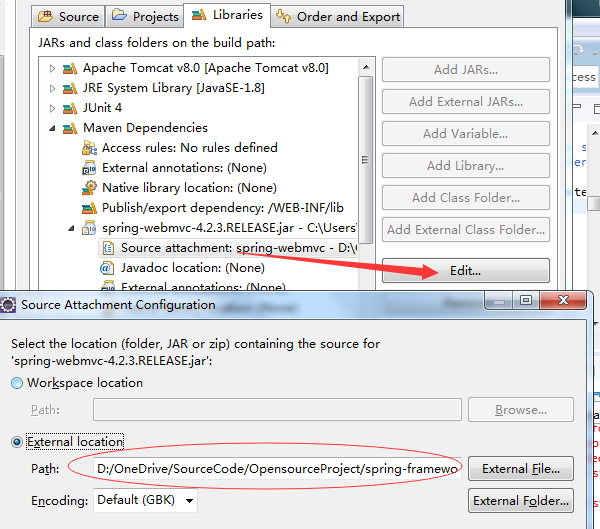 Source Projects Libraries Order and Export
JARs and class folders on the build path:
Apache Tomcat v8.0 [Apache Tomcat v8.0]
JRE System Library [JavaSE-1.8]
JUnit 4
Maven Dependencies
Access rules: No rules defined
External annotations: (None)
Native library location: (None)
Publish/export dependency: /WEB-INF/lib
spring-webmvc-4.2.3.RELEASE.jar - C:\Users\
Source attachment: spring-webmvc - D:\
Javadoc location: (None)
External annotations: (None)
Add JARs...
Add External JARs...
Add Variable...
Add Library...
Add Class Folder...
Add External Class Folder...
Edit...
Source Attachment Configuration
Select the location (folder, JAR or zip) containing the source for
'spring-webmvc-4.2.3.RELEASE.jar':
Workspace location
Path:
Browse...
External location
Path: D:/OneDrive/SourceCode/OpensourceProject/spring-framewo
External File...
Encoding: Default (GBK)
External Folder...